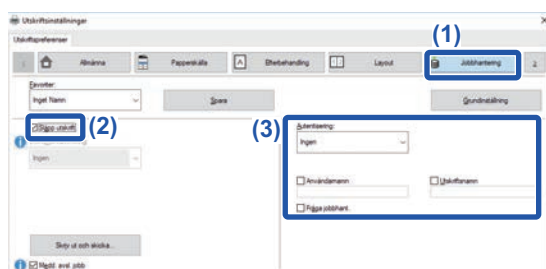 Utskriftsinställningar
Utskriftspreferenser
(1)
Allmänna Papperskälla Efterbehandling Layout Jobbhantering
Favoriter:
Inget Namn Spara Grundinställning
Släpp utskrift (2)
(3)
Autentisering:
Ingen
Ingen
Användarnamn Utskriftsnamn
Fråga jobbhant.
Skriv ut och skicka...
Medd. avsl. jobb